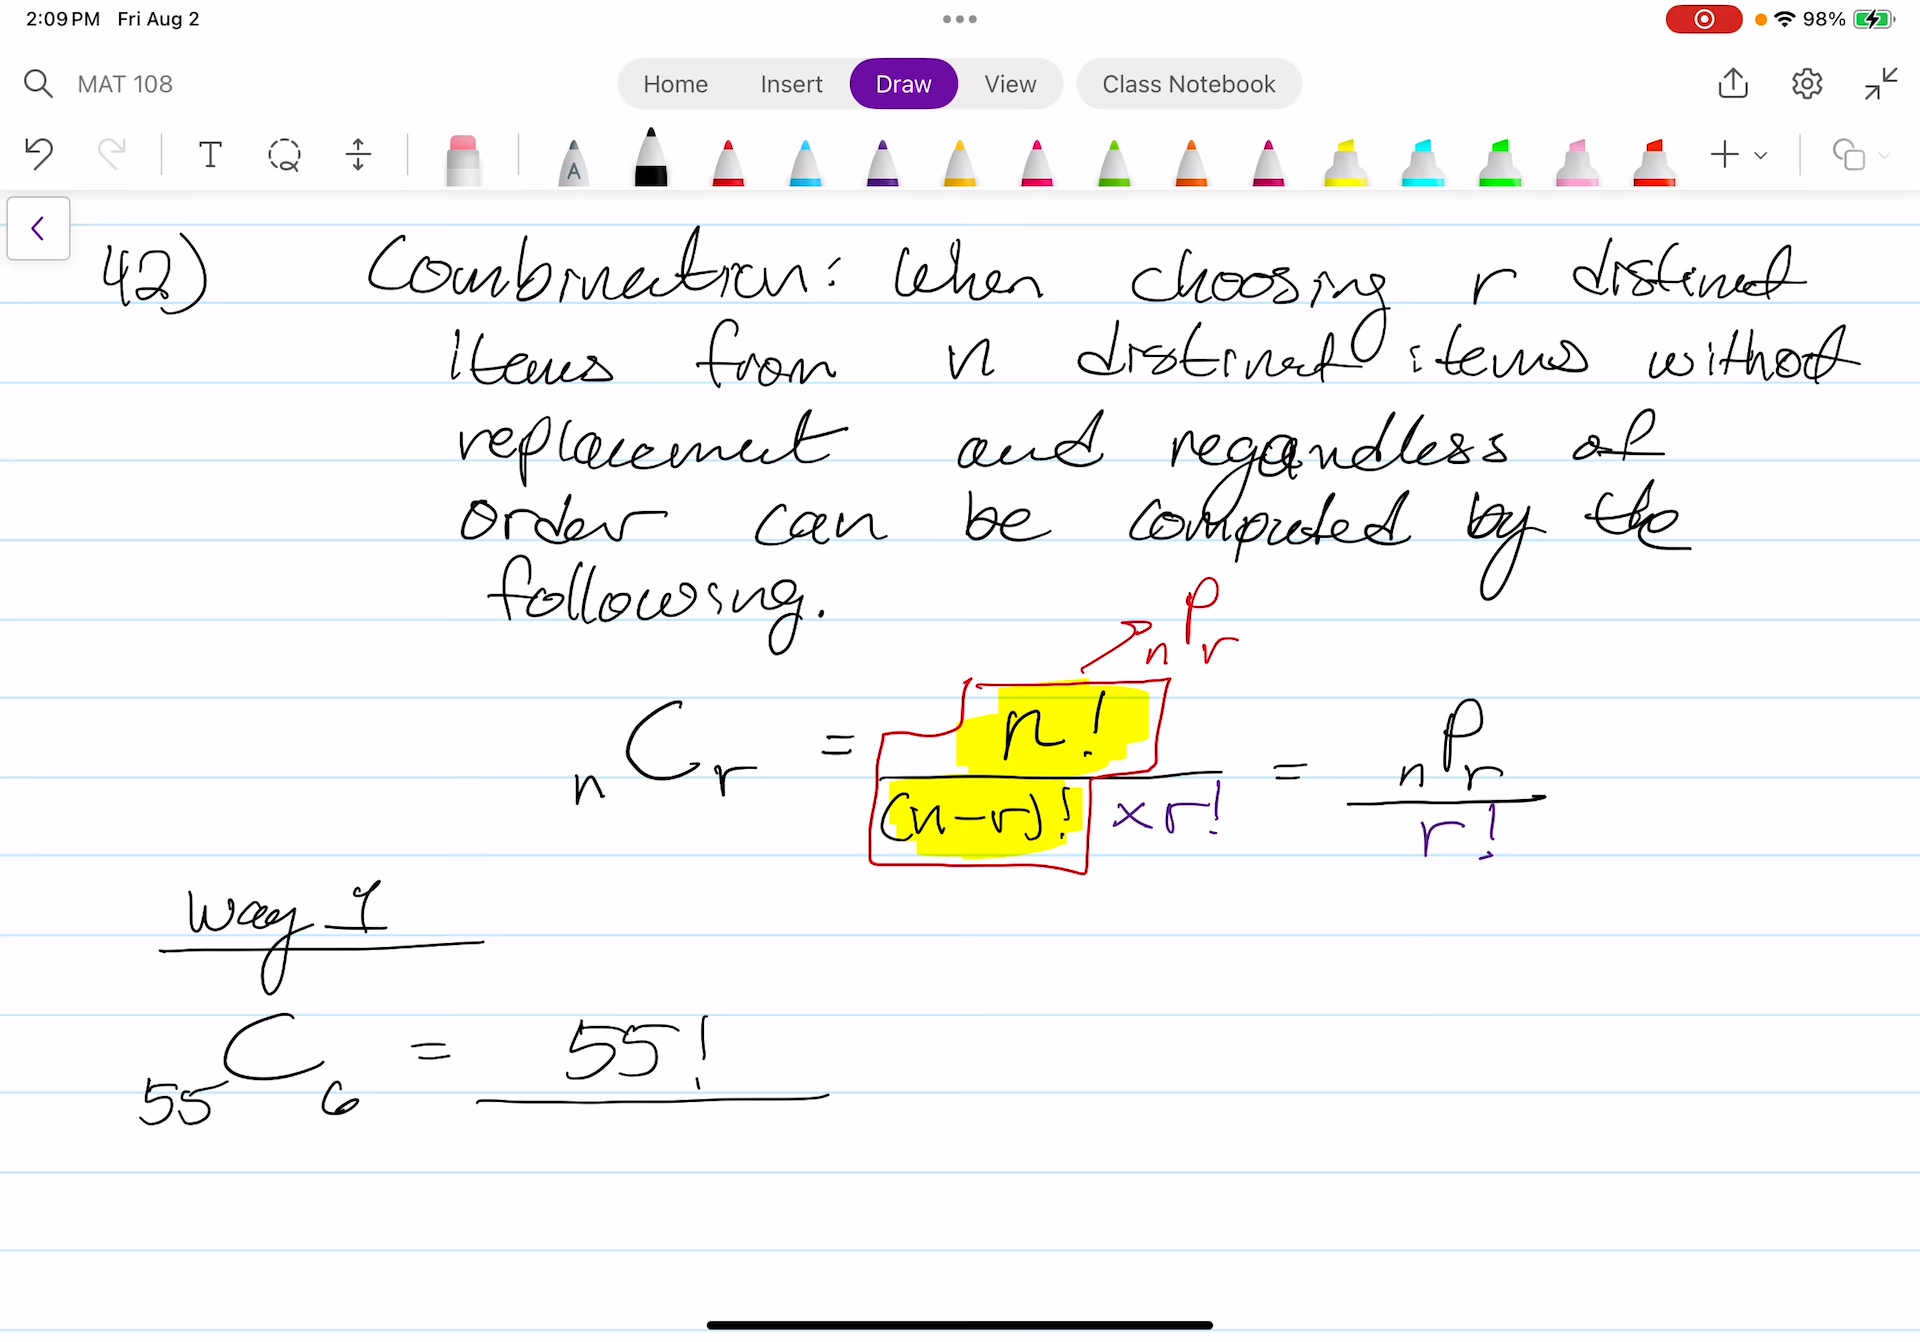 2:09 PM Fri Aug 2
98%
MAT 108
Home Insert Draw View Class Notebook
T A
42) Combination: When choosing r distinct
items from n distinct items without
replacement and regardless of
order can be computed by the
following.
nPr
nCr = n! / (n-r)! × r! = nPr / r!
Way 1
55C6 = 55!